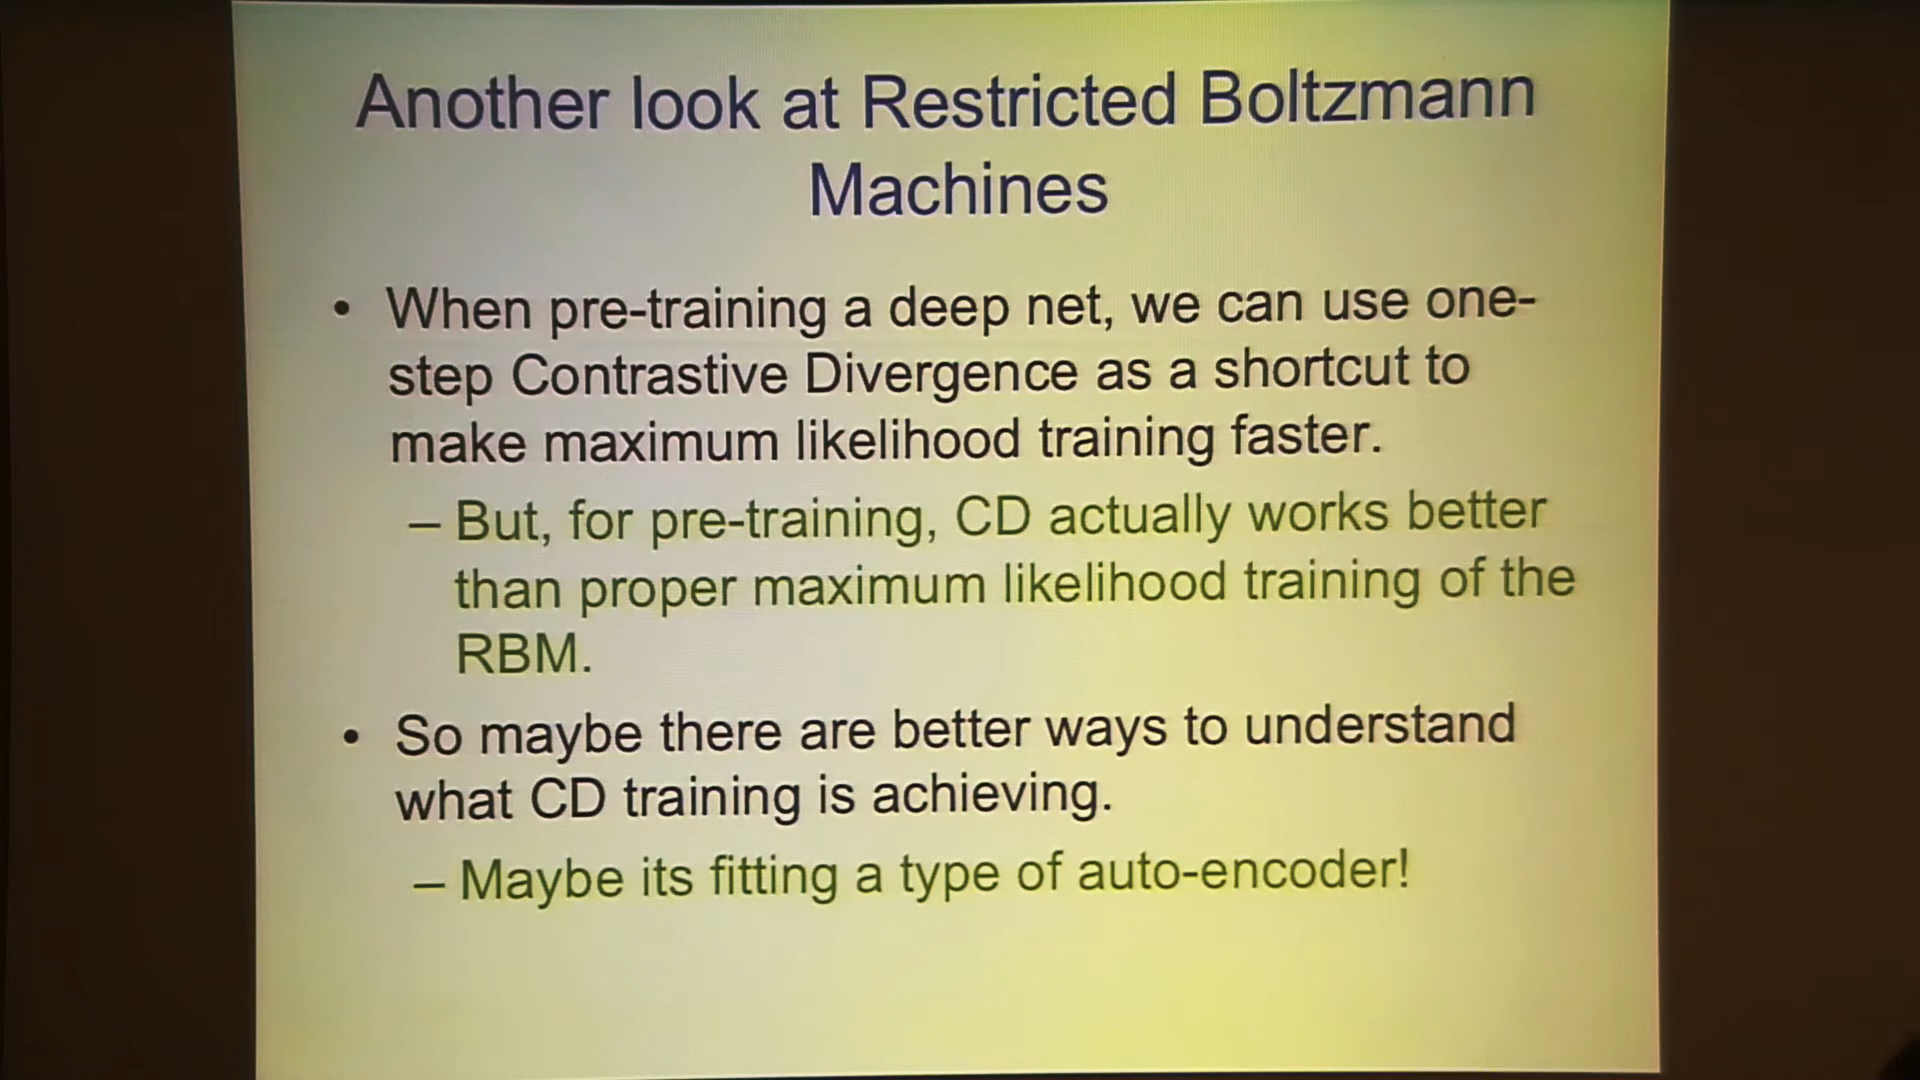 Another look at Restricted Boltzmann
Machines
• When pre-training a deep net, we can use one-
step Contrastive Divergence as a shortcut to
make maximum likelihood training faster.
– But, for pre-training, CD actually works better
than proper maximum likelihood training of the
RBM.
• So maybe there are better ways to understand
what CD training is achieving.
– Maybe its fitting a type of auto-encoder!